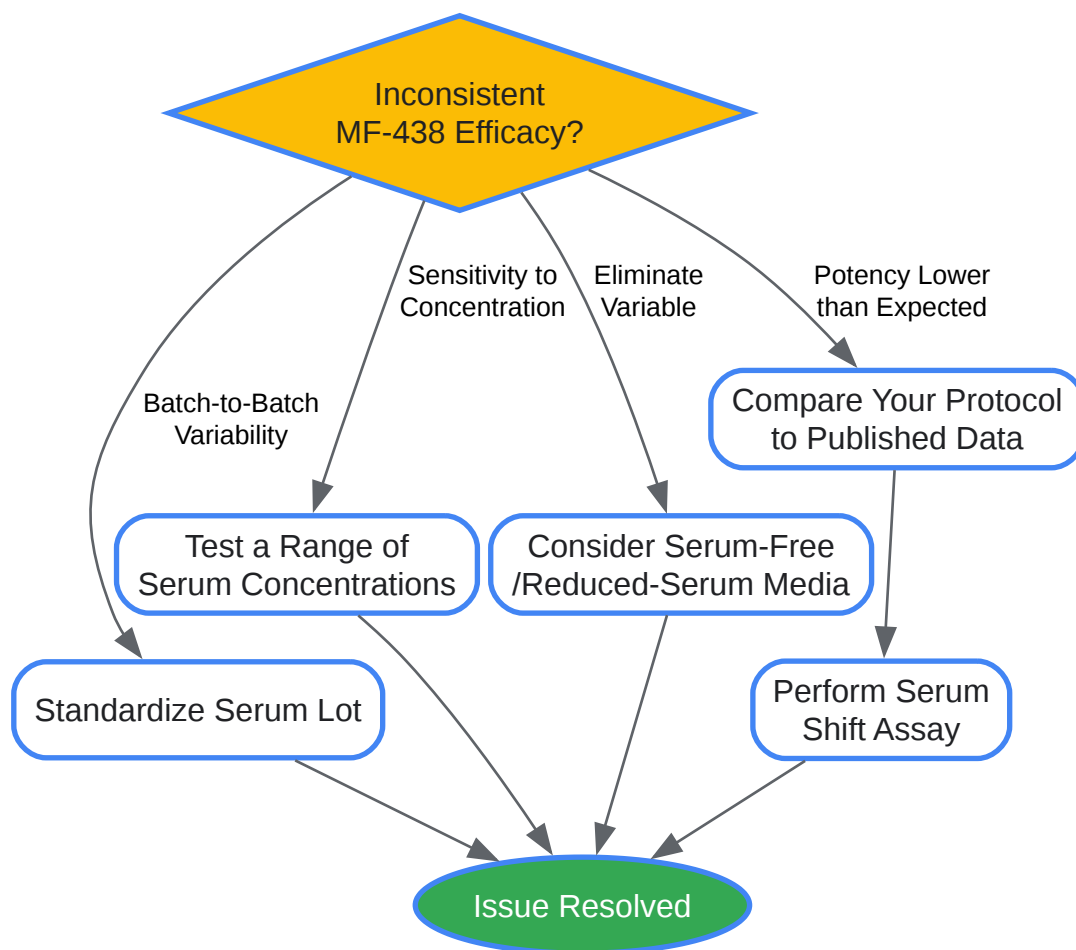 Inconsistent
MF-438 Efficacy?
Sensitivity to
Concentration
Eliminate
Variable
Potency Lower
than Expected
Batch-to-Batch
Variability
Compare Your Protocol
to Published Data
Test a Range of
Serum Concentrations
Consider Serum-Free
/Reduced-Serum Media
Standardize Serum Lot
Perform Serum
Shift Assay
Issue Resolved